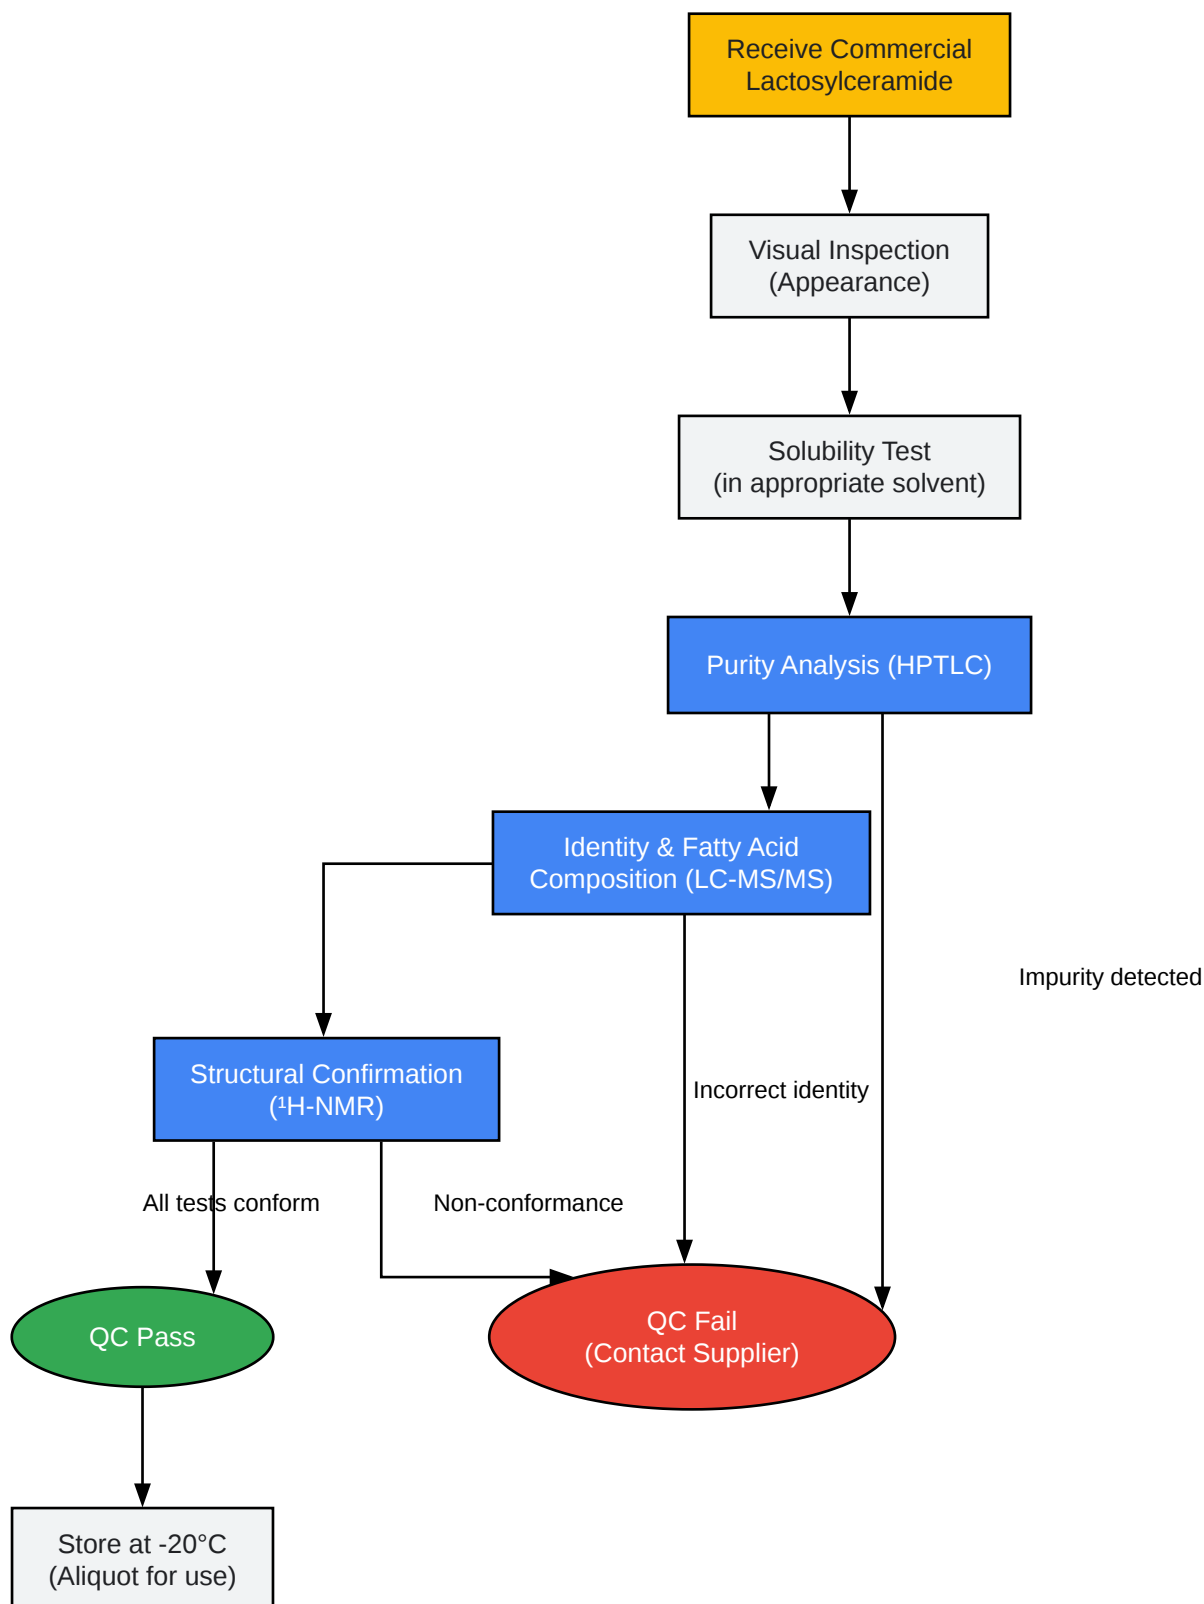 Receive Commercial
Lactosylceramide
Visual Inspection
(Appearance)
Solubility Test
(in appropriate solvent)
Purity Analysis (HPTLC)
Identity & Fatty Acid
Composition (LC-MS/MS)
Impurity detected
Structural Confirmation
(¹H-NMR)
Incorrect identity
All tests conform
Non-conformance
QC Pass
QC Fail
(Contact Supplier)
Store at -20°C
(Aliquot for use)